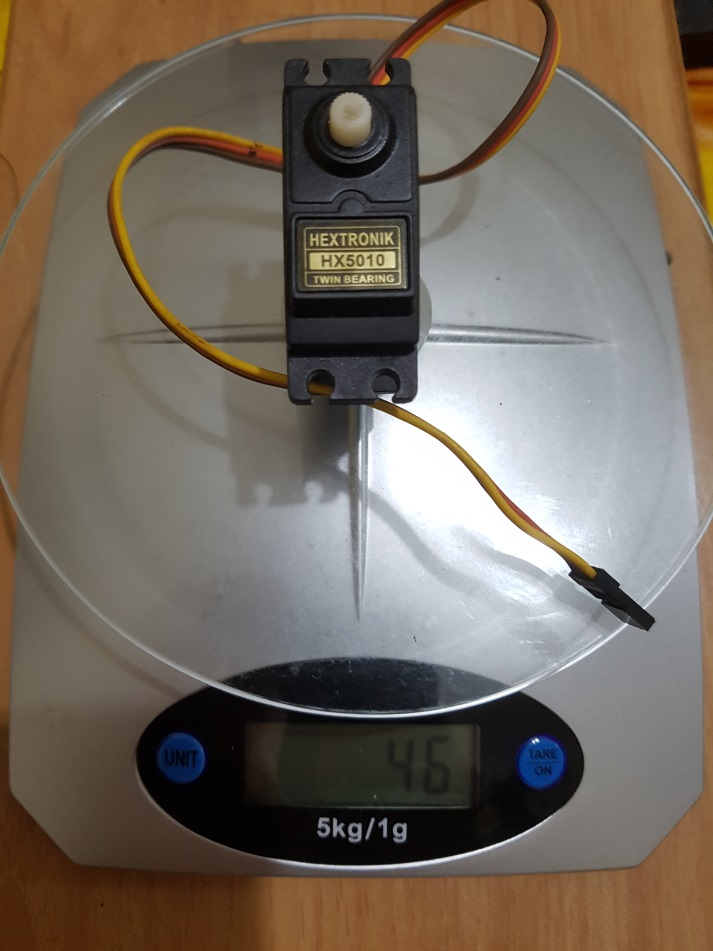 HEXTRONIK
HX5010
TWIN BEARING
UNIT
46
TARE
ON
5kg/1g